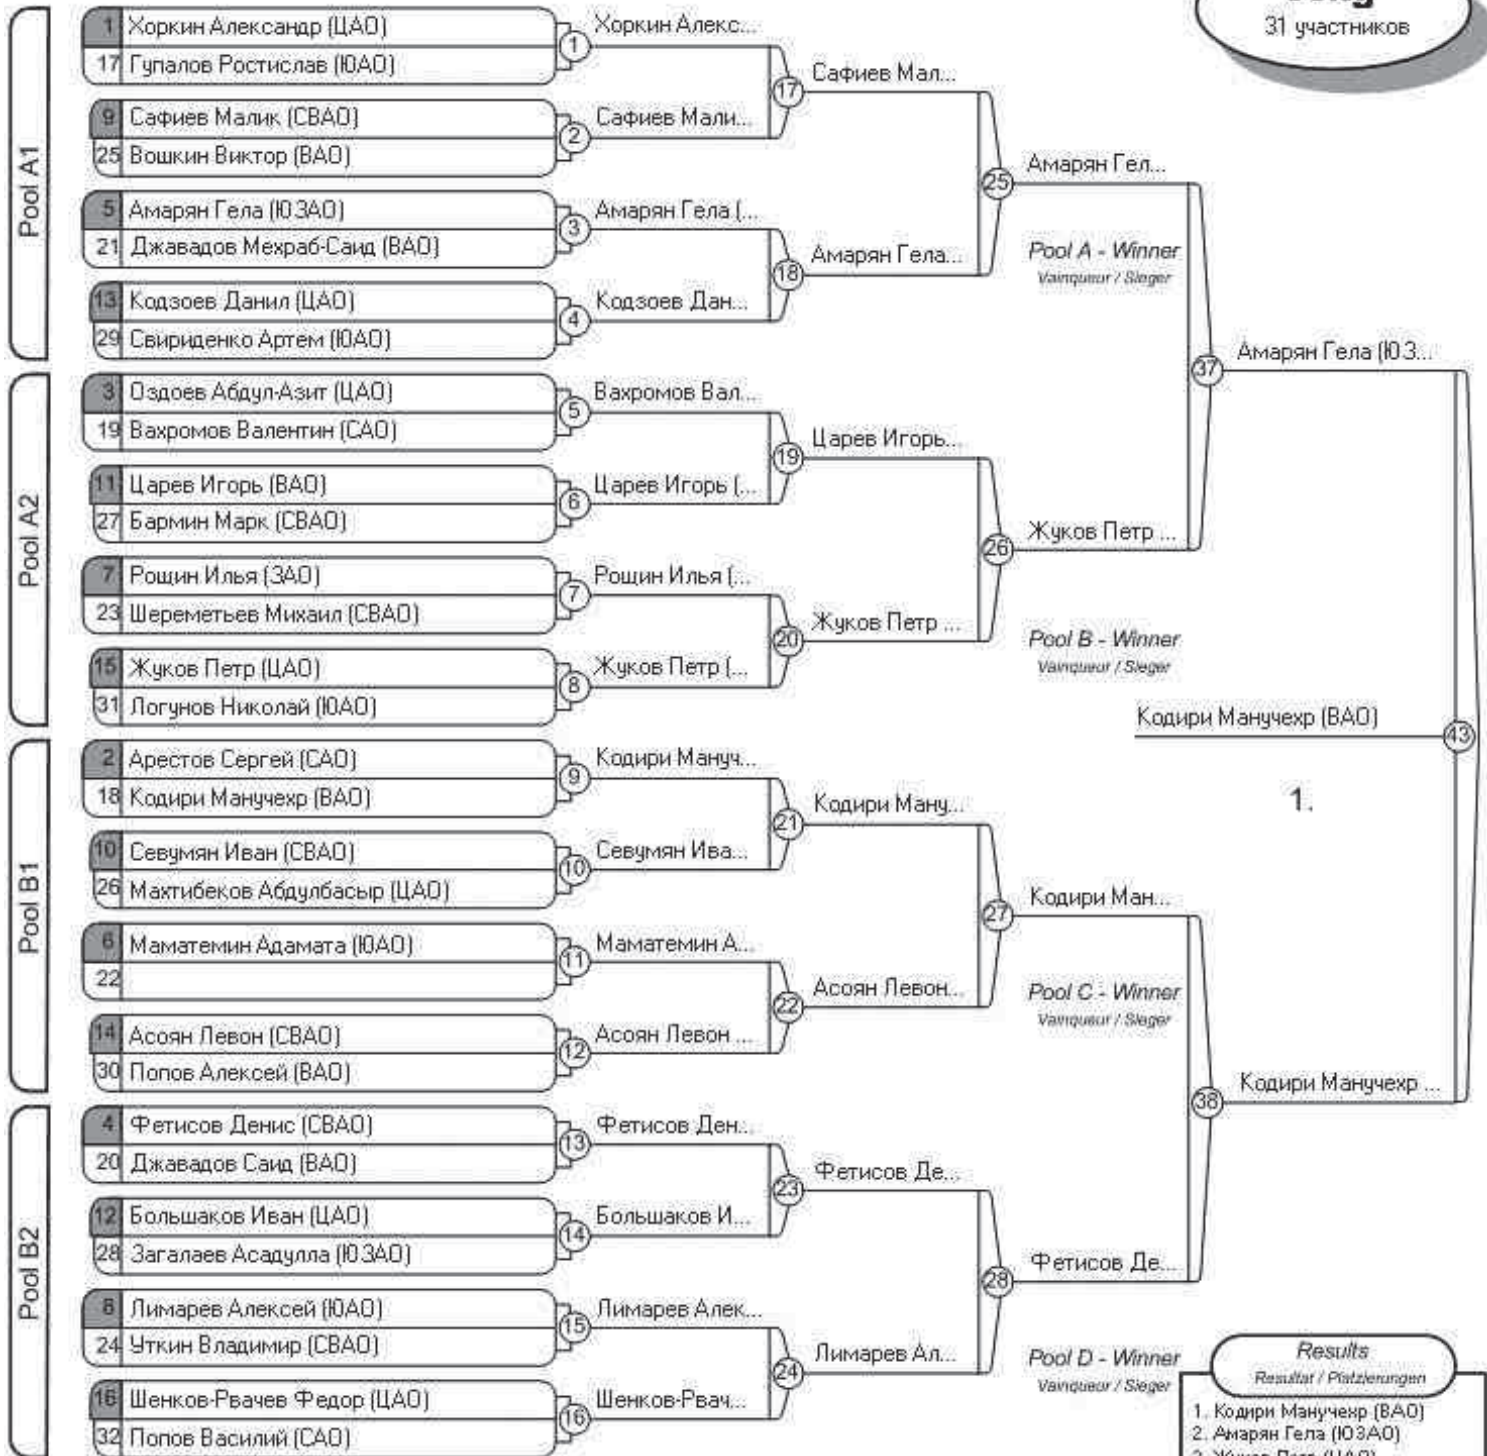 31 участников
Pool A1
1 Хоркин Александр (ЦАО)
17 Гупалов Ростислав (ЮАО)
1
Хоркин Алекс...
9 Сафиев Малик (СВАО)
25 Вошкин Виктор (ВАО)
2
Сафиев Мали...
17
Сафиев Мал...
5 Амарян Гела (ЮЗАО)
21 Джавадов Мехраб-Саид (ВАО)
3
Амарян Гела (...
13 Кодзоев Данил (ЦАО)
29 Свириденко Артем (ЮАО)
4
Кодзоев Дан...
18
Амарян Гела...
25
Амарян Гел...
Pool A - Winner
Vainqueur / Sieger
Pool A2
3 Оздоев Абдул-Азит (ЦАО)
19 Вахромов Валентин (САО)
5
Вахромов Вал...
11 Царев Игорь (ВАО)
27 Бармин Марк (СВАО)
6
Царев Игорь (...
19
Царев Игорь...
7 Рощин Илья (ЗАО)
23 Шереметьев Михаил (СВАО)
7
Рощин Илья (...
15 Жуков Петр (ЦАО)
31 Логунов Николай (ЮАО)
8
Жуков Петр (...
20
Жуков Петр ...
26
Жуков Петр ...
Pool B - Winner
Vainqueur / Sieger
37
Амарян Гела (ЮЗ...
Pool B1
2 Арестов Сергей (САО)
18 Кодири Манучехр (ВАО)
9
Кодири Мануч...
10 Севумян Иван (СВАО)
26 Махтибеков Абдулбасыр (ЦАО)
10
Севумян Ива...
21
Кодири Ману...
6 Маматемин Адамата (ЮАО)
22
11
Маматемин А...
14 Асоян Левон (СВАО)
30 Попов Алексей (ВАО)
12
Асоян Левон ...
22
Асоян Левон...
27
Кодири Ман...
Pool C - Winner
Vainqueur / Sieger
Pool B2
4 Фетисов Денис (СВАО)
20 Джавадов Саид (ВАО)
13
Фетисов Ден...
12 Большаков Иван (ЦАО)
28 Загалаев Асадулла (ЮЗАО)
14
Большаков И...
23
Фетисов Де...
8 Лимарев Алексей (ЮАО)
24 Уткин Владимир (СВАО)
15
Лимарев Алек...
16 Шенков-Рвачев Федор (ЦАО)
32 Попов Василий (САО)
16
Шенков-Рвач...
24
Лимарев Ал...
28
Фетисов Де...
Pool D - Winner
Vainqueur / Sieger
38
Кодири Манучехр ...
43
Кодири Манучехр (ВАО)
1.
Results
Resultat / Platzierungen
1. Кодири Манучехр (ВАО)
2. Амарян Гела (ЮЗАО)